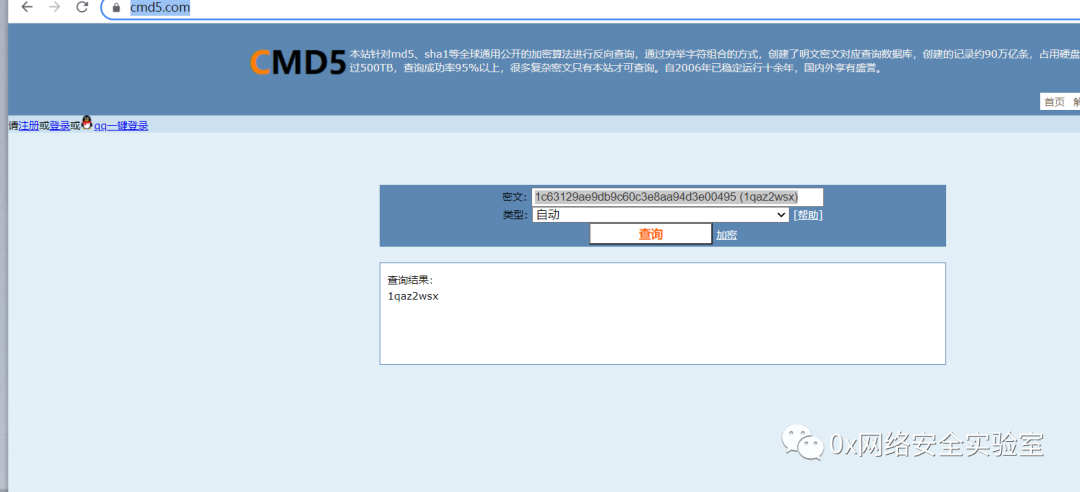 cmd5.com
CMD5 本站针对md5、sha1等全球通用公开的加密算法进行反向查询，通过穷举字符组合的方式，创建了明文密文对应查询数据库，创建的记录约90万亿条，占用硬盘
过500TB，查询成功率95%以上，很多复杂密文只有本站才可查询。自2006年已稳定运行十余年，国内外享有盛誉。
首页
请注册或登录或qq一键登录
密文: 1c63129ae9db9c60c3e8aa94d3e00495 (1qaz2wsx)
类型: 自动 [帮助]
查询 加密
查询结果:
1qaz2wsx
0x网络安全实验室